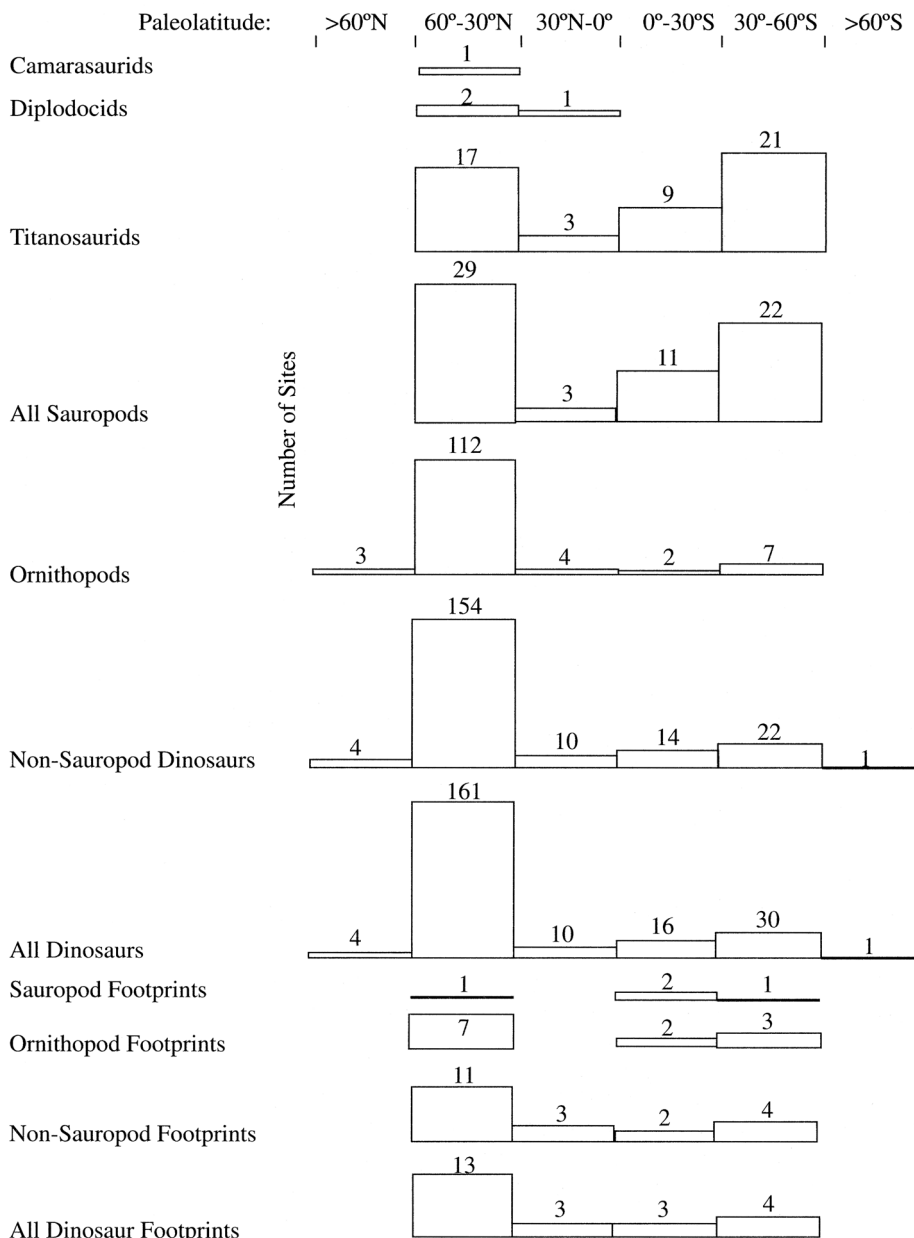 Paleolatitude: >60ºN 60º-30ºN 30ºN-0º 0º-30ºS 30º-60ºS >60ºS
Camarasaurids 1
Diplodocids 2 1
Titanosaurids 17 3 9 21
All Sauropods 29 3 11 22
Number of Sites
Ornithopods 3 112 4 2 7
Non-Sauropod Dinosaurs 4 154 10 14 22 1
All Dinosaurs 4 161 10 16 30 1
Sauropod Footprints 1 2 1
Ornithopod Footprints 7 2 3
Non-Sauropod Footprints 11 3 2 4
All Dinosaur Footprints 13 3 3 4